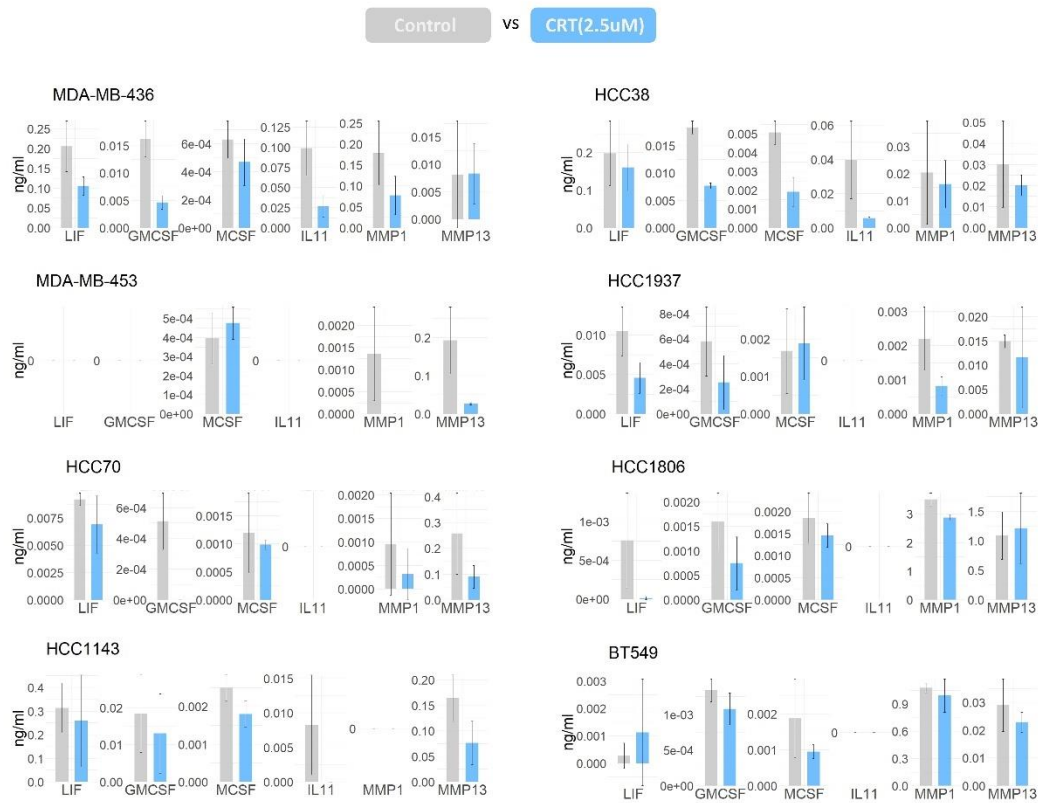 Control vs CRT(2.5uM)
MDA-MB-436
ng/ml
0.25 0.20 0.15 0.10 0.05 0.00
LIF
0.015 0.010 0.005 0.000
GMCSF
6e-04 4e-04 2e-04 0e+00
MCSF
0.125 0.100 0.075 0.050 0.025 0.000
IL11
0.25 0.20 0.15 0.10 0.05 0.00
MMP1
0.015 0.010 0.005 0.000
MMP13
HCC38
ng/ml
0.2 0.1 0.0
LIF
0.015 0.010 0.005 0.000
GMCSF
0.005 0.004 0.003 0.002 0.001 0.000
MCSF
0.06 0.04 0.02 0.00
IL11
0.04 0.03 0.02 0.01 0.00
MMP1
0.05 0.04 0.03 0.02 0.01 0.00
MMP13
MDA-MB-453
ng/ml
0
LIF
0
GMCSF
5e-04 4e-04 3e-04 2e-04 1e-04 0e+00
MCSF
0
IL11
0.0020 0.0015 0.0010 0.0005 0.0000
MMP1
0.2 0.1 0.0
MMP13
HCC1937
ng/ml
0.010 0.005 0.000
LIF
8e-04 6e-04 4e-04 2e-04 0e+00
GMCSF
0.002 0.001 0.000
MCSF
0
IL11
0.003 0.002 0.001 0.000
MMP1
0.020 0.015 0.010 0.005 0.000
MMP13
HCC70
ng/ml
0.0075 0.0050 0.0025 0.0000
LIF
6e-04 4e-04 2e-04 0e+00
GMCSF
0.0015 0.0010 0.0005 0.0000
MCSF
0
IL11
0.0020 0.0015 0.0010 0.0005 0.0000
MMP1
0.4 0.3 0.2 0.1 0.0
MMP13
HCC1806
ng/ml
1e-03 5e-04 0e+00
LIF
0.0020 0.0015 0.0010 0.0005 0.0000
GMCSF
0.0020 0.0015 0.0010 0.0005 0.0000
MCSF
0
IL11
3 2 1 0
MMP1
1.5 1.0 0.5 0.0
MMP13
HCC1143
ng/ml
0.4 0.3 0.2 0.1 0.0
LIF
0.02 0.01 0.00
GMCSF
0.002 0.001 0.000
MCSF
0.015 0.010 0.005 0.000
IL11
0
MMP1
0.20 0.15 0.10 0.05 0.00
MMP13
BT549
ng/ml
0.003 0.002 0.001 0.000
LIF
1e-03 5e-04 0e+00
GMCSF
0.002 0.001 0.000
MCSF
0
IL11
0.9 0.6 0.3 0.0
MMP1
0.03 0.02 0.01 0.00
MMP13